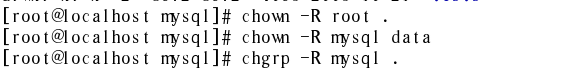 [root@localhost mysql]# chown -R root .
[root@localhost mysql]# chown -R mysql data
[root@localhost mysql]# chgrp -R mysql .